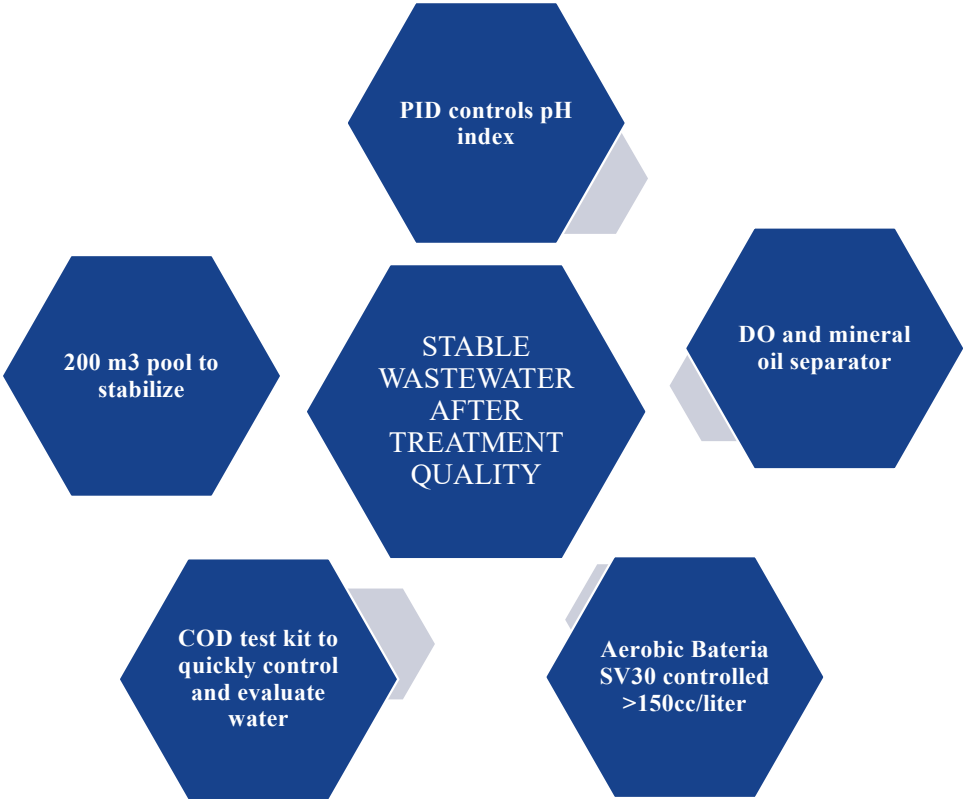 PID controls pH
index
DO and mineral
oil separator
200 m3 pool to
stabilize
STABLE
WASTEWATER
AFTER
TREATMENT
QUALITY
COD test kit to
quickly control
and evaluate
water
Aerobic Bateria
SV30 controlled
>150cc/liter